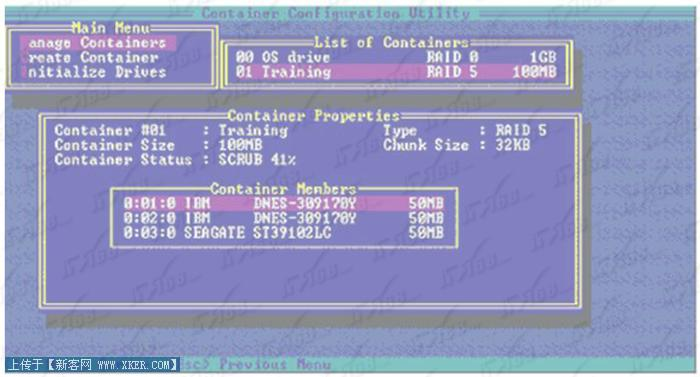 Container Configuration Utility
Main Menu
anage Containers
reate Container
nitialize Drives
List of Containers
00 OS drive RAID 0 1GB
01 Training RAID 5 100MB
Container Properties
Container #01 : Training Type : RAID 5
Container Size : 100MB Chunk Size : 32KB
Container Status : SCRUB 41%
Container Members
0:01:0 IBM DNES-309170Y 50MB
0:02:0 IBM DNES-309170Y 50MB
0:03:0 SEAGATE ST39102LC 50MB
上传于【新客网 www.XKER.COM】 Previous Menu